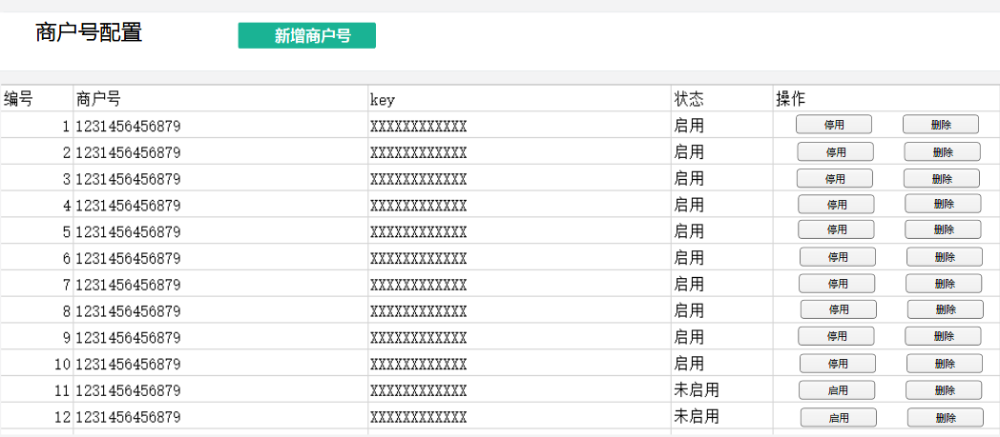 商户号配置 新增商户号
编号 商户号 key 状态 操作
1 1231456456879 XXXXXXXXXXXX 启用 停用 删除
2 1231456456879 XXXXXXXXXXXX 启用 停用 删除
3 1231456456879 XXXXXXXXXXXX 启用 停用 删除
4 1231456456879 XXXXXXXXXXXX 启用 停用 删除
5 1231456456879 XXXXXXXXXXXX 启用 停用 删除
6 1231456456879 XXXXXXXXXXXX 启用 停用 删除
7 1231456456879 XXXXXXXXXXXX 启用 停用 删除
8 1231456456879 XXXXXXXXXXXX 启用 停用 删除
9 1231456456879 XXXXXXXXXXXX 启用 停用 删除
10 1231456456879 XXXXXXXXXXXX 启用 停用 删除
11 1231456456879 XXXXXXXXXXXX 未启用 启用 删除
12 1231456456879 XXXXXXXXXXXX 未启用 启用 删除